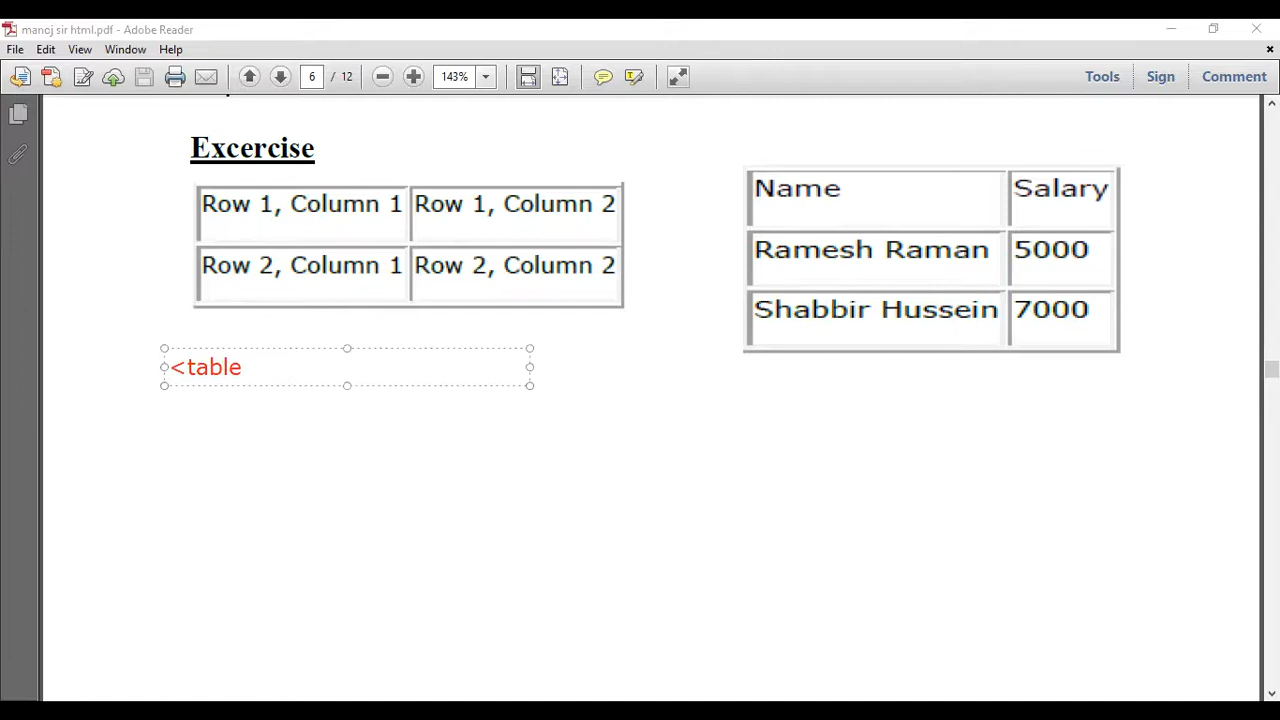 manoj sir html.pdf - Adobe Reader
File Edit View Window Help
6 / 12 143% Tools Sign Comment
Excercise
Row 1, Column 1 Row 1, Column 2
Row 2, Column 1 Row 2, Column 2
Name Salary
Ramesh Raman 5000
Shabbir Hussein 7000
<table